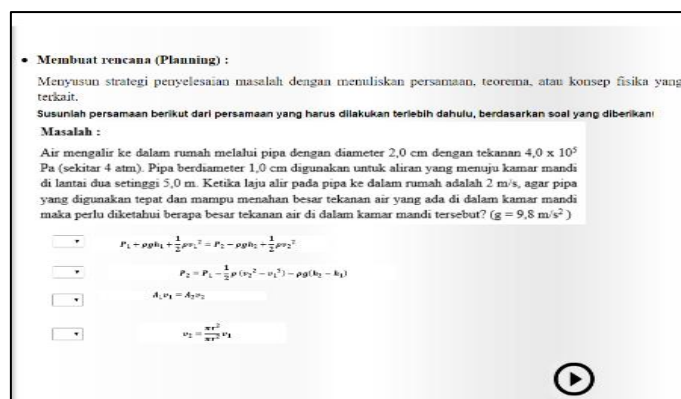 • Membuat rencana (Planning) :
Menyusun strategi penyelesaian masalah dengan menuliskan persamaan, teorema, atau konsep fisika yang
terkait.
Susunlah persamaan berikut dari persamaan yang harus dilakukan terlebih dahulu, berdasarkan soal yang diberikan!
Masalah :
Air mengalir ke dalam rumah melalui pipa dengan diameter 2,0 cm dengan tekanan 4,0 x 10⁵
Pa (sekitar 4 atm). Pipa berdiameter 1,0 cm digunakan untuk aliran yang menuju kamar mandi
di lantai dua setinggi 5,0 m. Ketika laju alir pada pipa ke dalam rumah adalah 2 m/s, agar pipa
yang digunakan tepat dan mampu menahan besar tekanan air yang ada di dalam kamar mandi
maka perlu diketahui berapa besar tekanan air di dalam kamar mandi tersebut? (g = 9,8 m/s² )
P₁ + ρgh₁ + ½ρv₁² = P₂ − ρgh₂ + ½ρv₂²
P₂ = P₁ − ½ρ (v₂² − v₁²) − ρg(h₂ − h₁)
A₁v₁ = A₂v₂
v₂ = πr²/πr² v₁